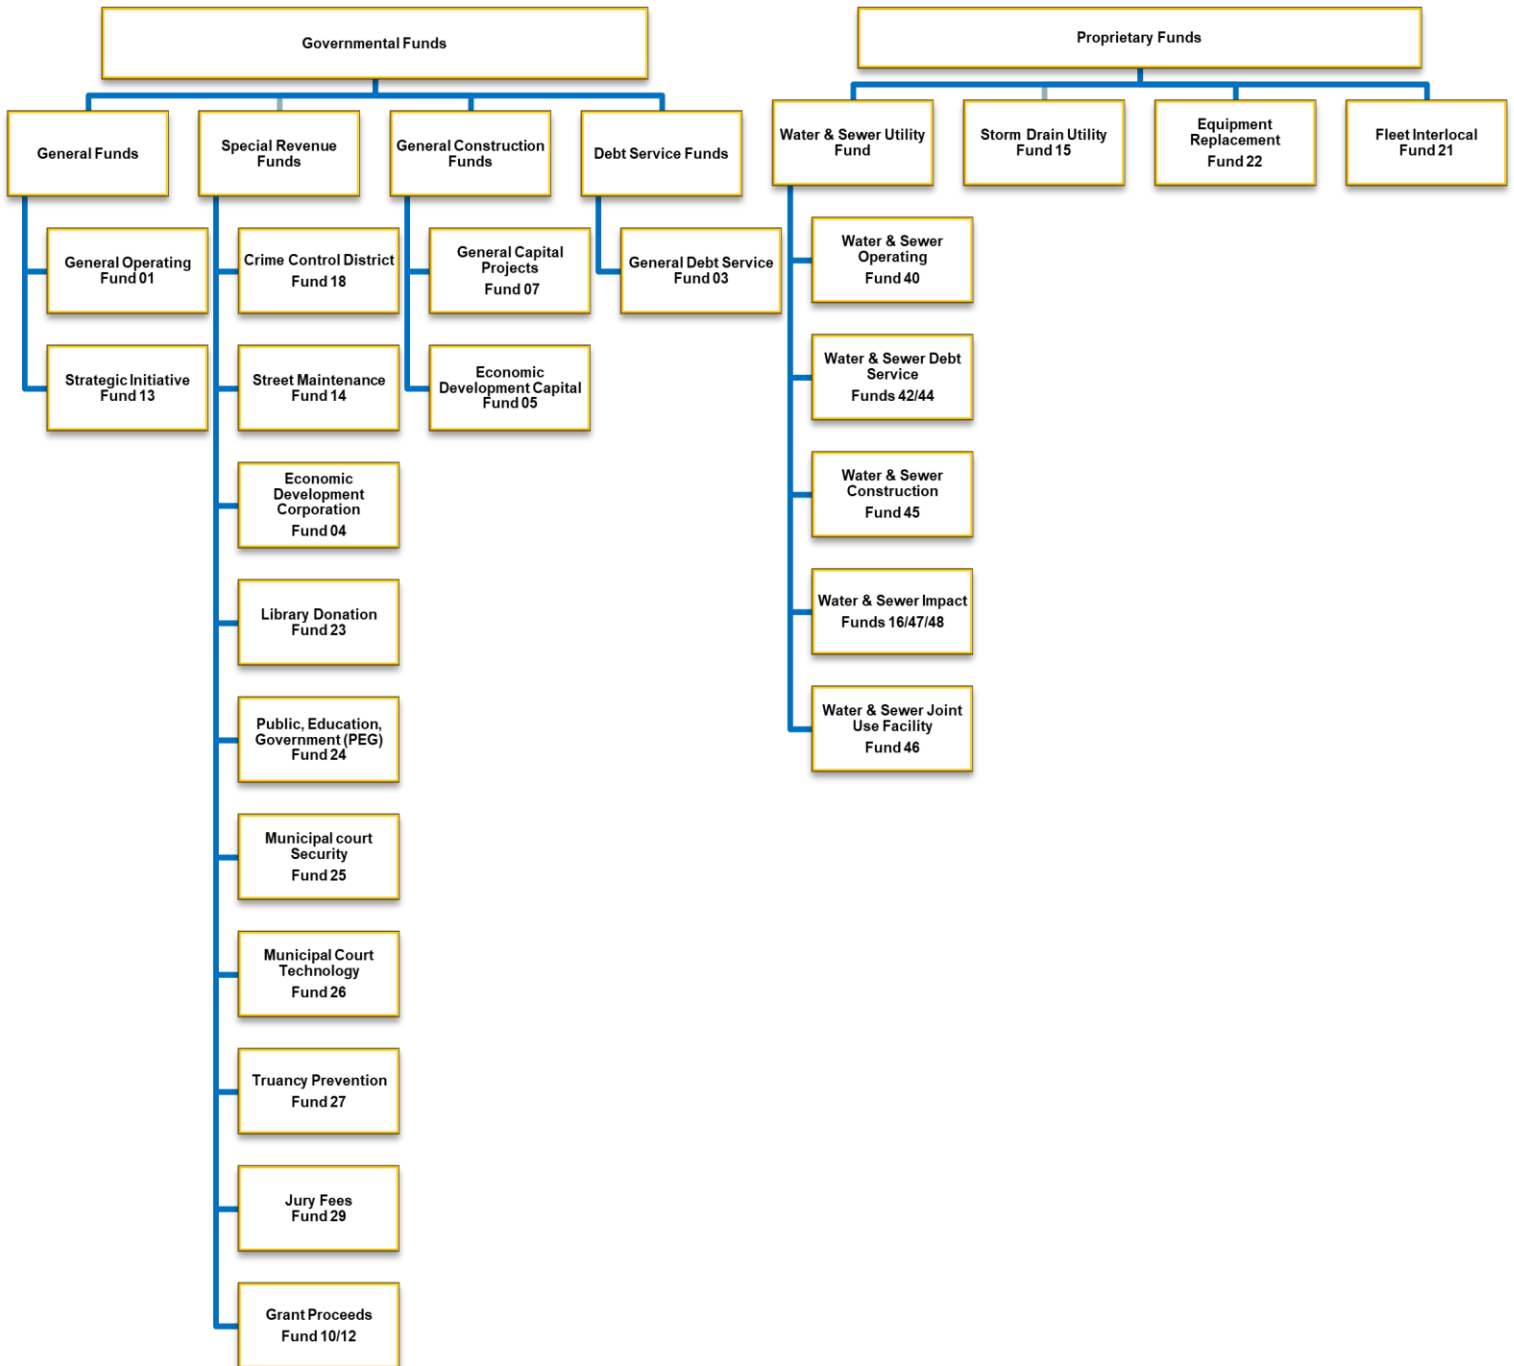 Governmental Funds
General Funds
General Operating
Fund 01
Strategic Initiative
Fund 13
Special Revenue
Funds
Crime Control District
Fund 18
Street Maintenance
Fund 14
Economic
Development
Corporation
Fund 04
Library Donation
Fund 23
Public, Education,
Government (PEG)
Fund 24
Municipal court
Security
Fund 25
Municipal Court
Technology
Fund 26
Truancy Prevention
Fund 27
Jury Fees
Fund 29
Grant Proceeds
Fund 10/12
General Construction
Funds
General Capital
Projects
Fund 07
Economic
Development Capital
Fund 05
Debt Service Funds
General Debt Service
Fund 03
Proprietary Funds
Water & Sewer Utility
Fund
Water & Sewer
Operating
Fund 40
Water & Sewer Debt
Service
Funds 42/44
Water & Sewer
Construction
Fund 45
Water & Sewer Impact
Funds 16/47/48
Water & Sewer Joint
Use Facility
Fund 46
Storm Drain Utility
Fund 15
Equipment
Replacement
Fund 22
Fleet Interlocal
Fund 21